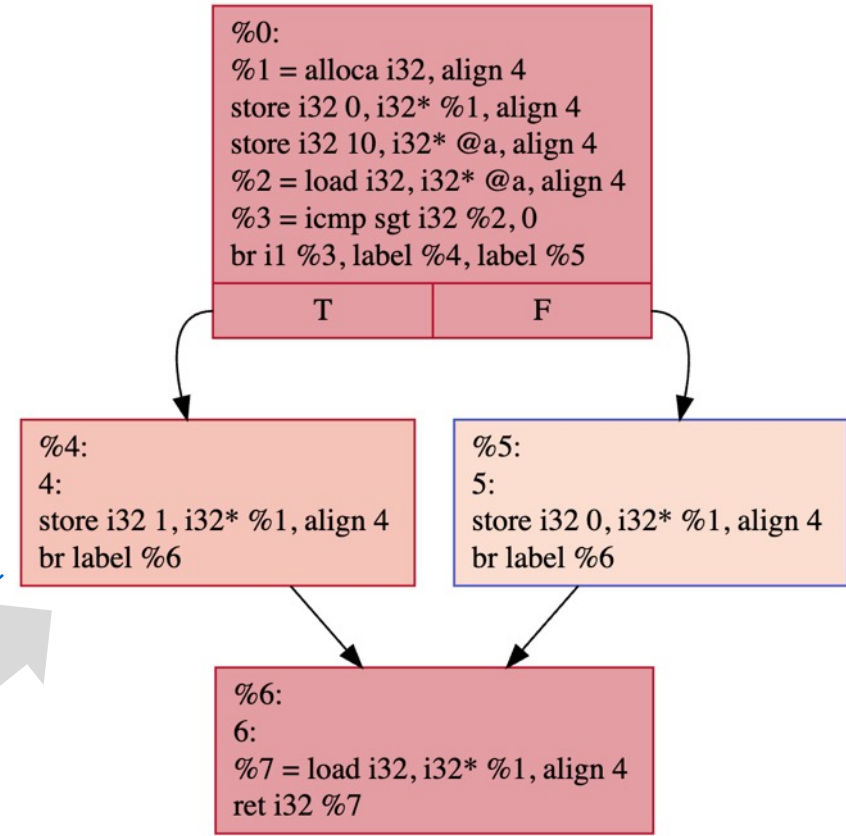 %0:
%1 = alloca i32, align 4
store i32 0, i32* %1, align 4
store i32 10, i32* @a, align 4
%2 = load i32, i32* @a, align 4
%3 = icmp sgt i32 %2, 0
br i1 %3, label %4, label %5
T
F
%4:
4:
store i32 1, i32* %1, align 4
br label %6
%5:
5:
store i32 0, i32* %1, align 4
br label %6
%6:
6:
%7 = load i32, i32* %1, align 4
ret i32 %7